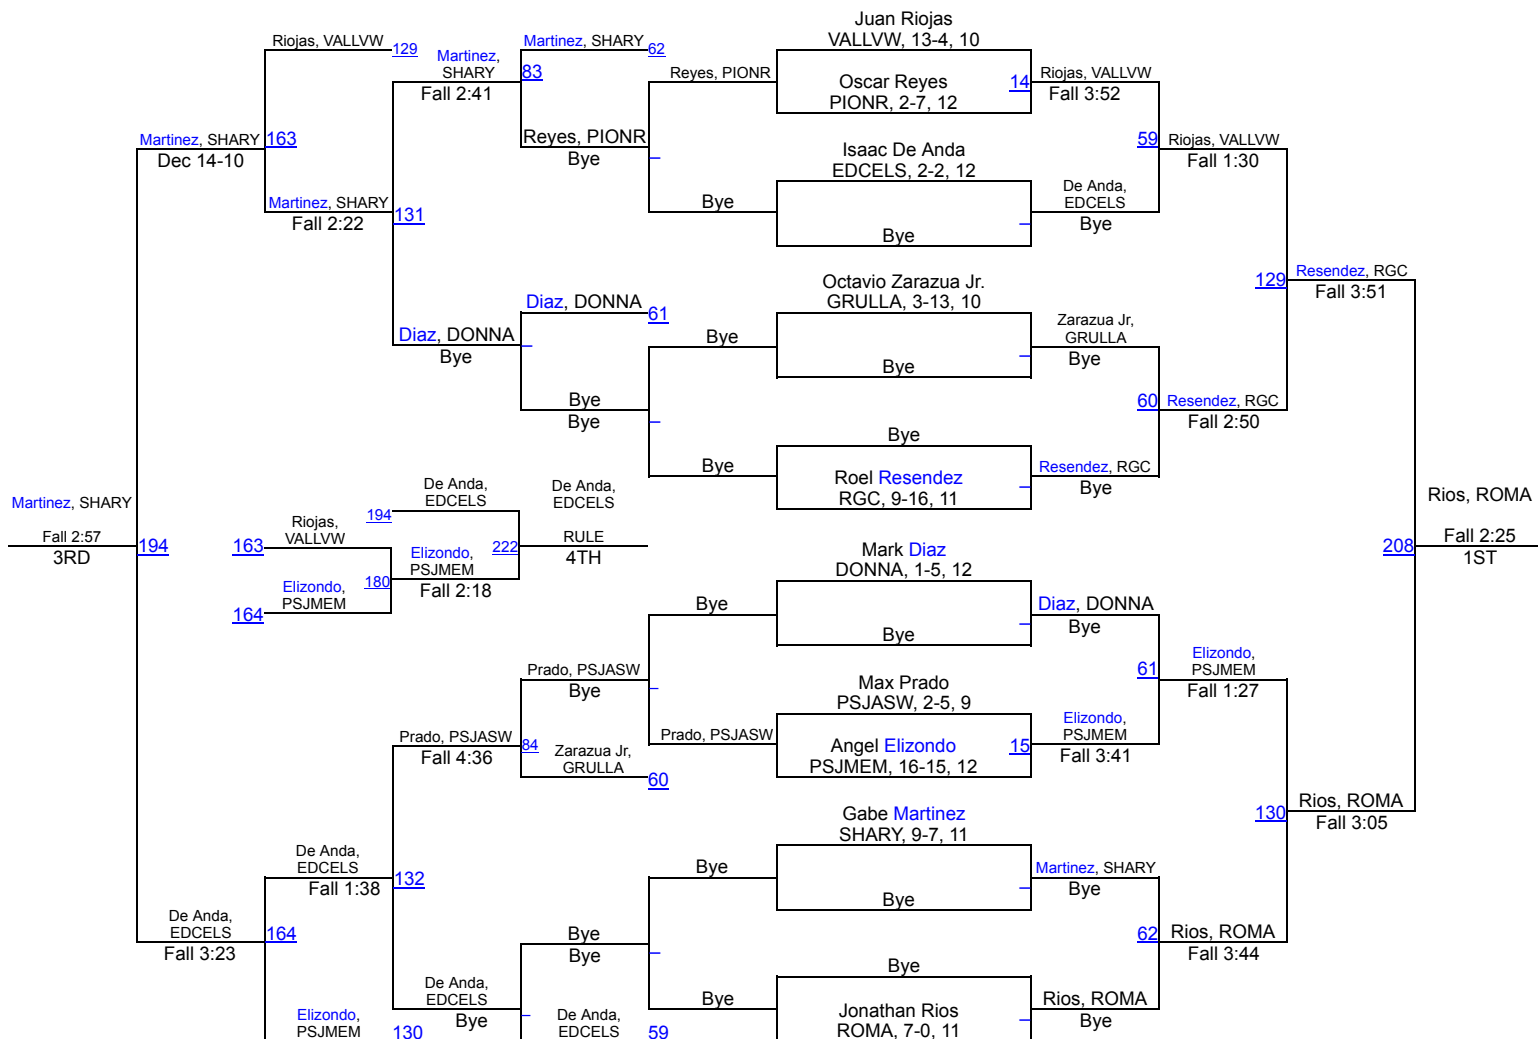 Juan Riojas
VALLVW, 13-4, 10
Riojas, VALLVW
129
Martinez,
SHARY
Fall 2:41
Martinez, SHARY
62
83
Reyes, PIONR
Oscar Reyes
PIONR, 2-7, 12
14
Riojas, VALLVW
Fall 3:52
Martinez, SHARY
Dec 14-10
163
Reyes, PIONR
Bye
Isaac De Anda
EDCELS, 2-2, 12
59
Riojas, VALLVW
Fall 1:30
Martinez, SHARY
Fall 2:22
131
Bye
Bye
De Anda,
EDCELS
Bye
Octavio Zarazua Jr.
GRULLA, 3-13, 10
129
Resendez, RGC
Fall 3:51
Diaz, DONNA
61
Diaz, DONNA
Bye
Bye
Bye
Zarazua Jr,
GRULLA
Bye
Bye
Bye
60
Resendez, RGC
Fall 2:50
Bye
Bye
Roel Resendez
RGC, 9-16, 11
Resendez, RGC
Bye
Martinez, SHARY
Fall 2:57
3RD
194
De Anda,
EDCELS
194
De Anda,
EDCELS
RULE
4TH
222
Riojas,
VALLVW
163
Elizondo,
PSJMEM
Fall 2:18
180
Elizondo,
PSJMEM
164
Rios, ROMA
Fall 2:25
1ST
208
Mark Diaz
DONNA, 1-5, 12
Bye
Bye
Diaz, DONNA
Bye
Prado, PSJASW
Bye
61
Elizondo,
PSJMEM
Fall 1:27
Max Prado
PSJASW, 2-5, 9
Prado, PSJASW
Fall 4:36
84
Zarazua Jr,
GRULLA
60
Prado, PSJASW
Angel Elizondo
PSJMEM, 16-15, 12
15
Elizondo,
PSJMEM
Fall 3:41
Gabe Martinez
SHARY, 9-7, 11
130
Rios, ROMA
Fall 3:05
De Anda,
EDCELS
Fall 1:38
132
Bye
Bye
Martinez, SHARY
Bye
De Anda,
EDCELS
Fall 3:23
164
Bye
Bye
62
Rios, ROMA
Fall 3:44
De Anda,
EDCELS
Bye
Bye
Bye
Jonathan Rios
ROMA, 7-0, 11
Rios, ROMA
Bye
Elizondo,
PSJMEM
130
De Anda,
EDCELS
59